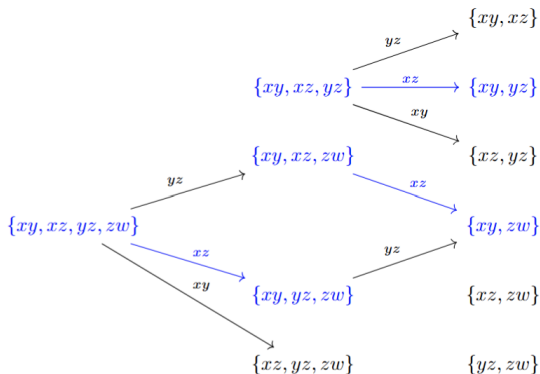 {xy, xz}
yz
{xy, xz, yz}
xz
{xy, yz}
xy
{xy, xz, zw}
{xz, yz}
yz
xz
{xy, xz, yz, zw}
{xy, zw}
xz
yz
xy
{xy, yz, zw}
{xz, zw}
{xz, yz, zw}
{yz, zw}